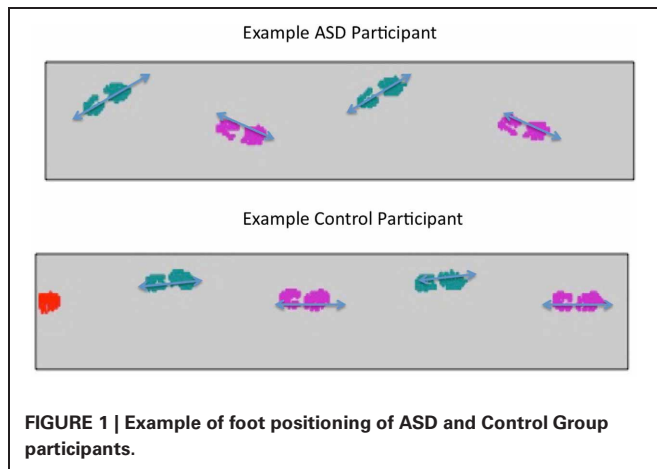 Example ASD Participant
Example Control Participant
FIGURE 1 | Example of foot positioning of ASD and Control Group
participants.